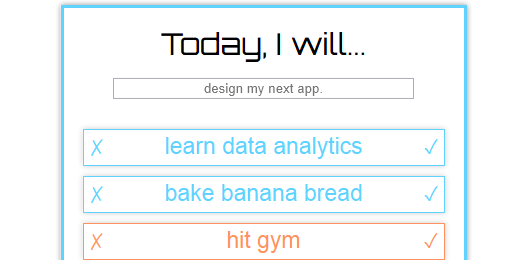 Today, I will...
design my next app.
✗ learn data analytics ✓
✗ bake banana bread ✓
✗ hit gym ✓